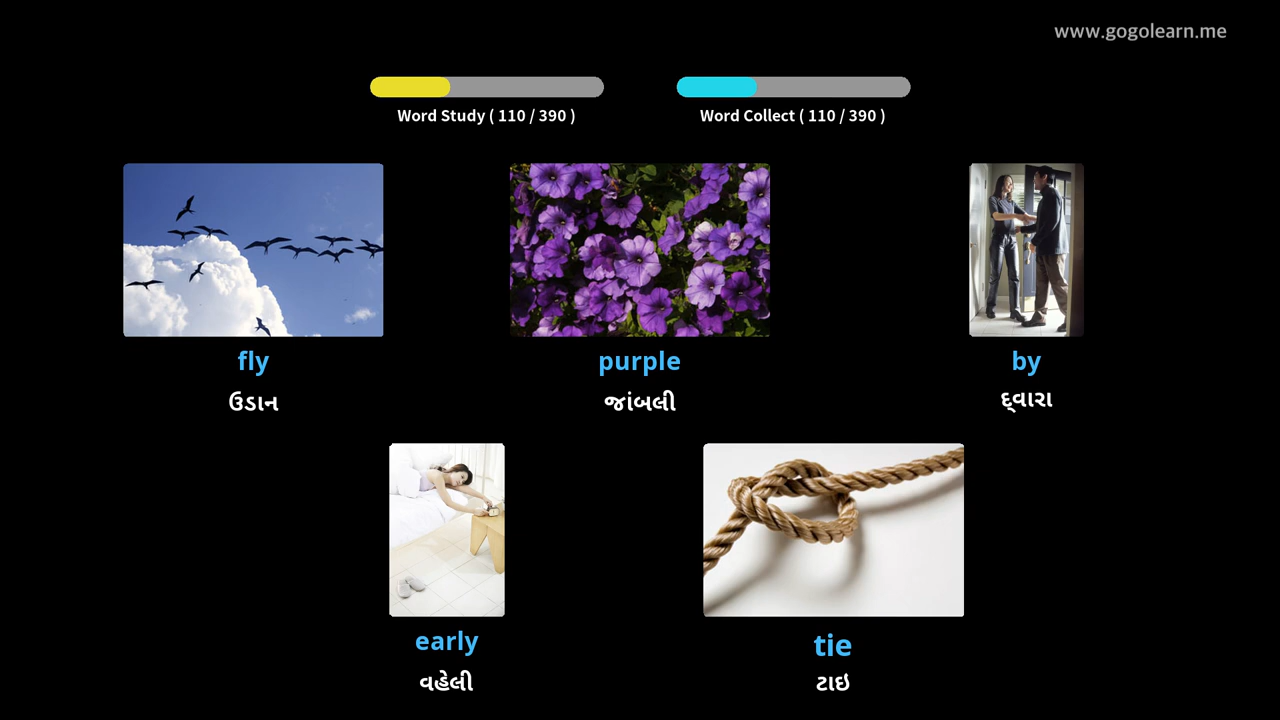 www.gogolearn.me
Word Study ( 110 / 390 )
Word Collect ( 110 / 390 )
fly
ઉડાન
purple
જાંબલી
by
દ્વારા
early
વહેલી
tie
ટાઇ